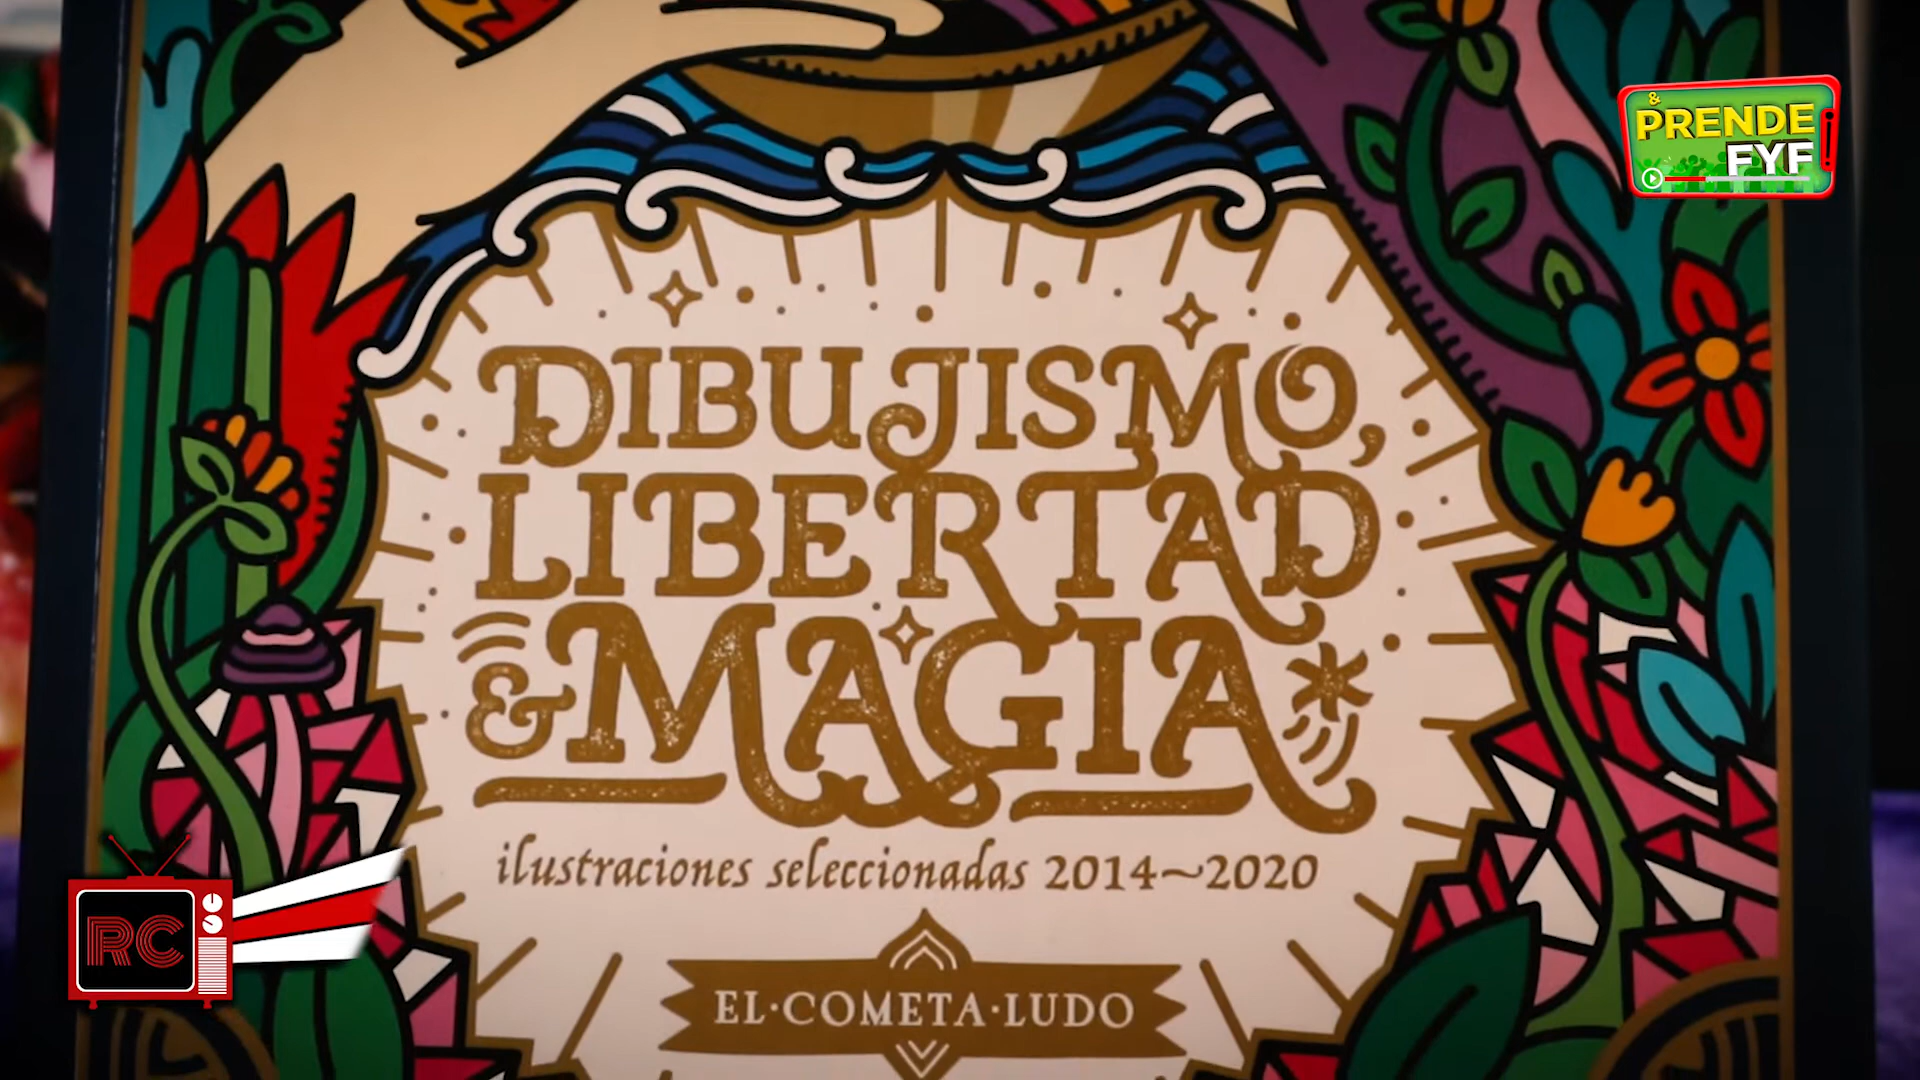 &
PRENDE
FYF
DIBUJISMO,
LIBERTAD
& MAGIA*
ilustraciones seleccionadas 2014~2020
EL·COMETA·LUDO
RC